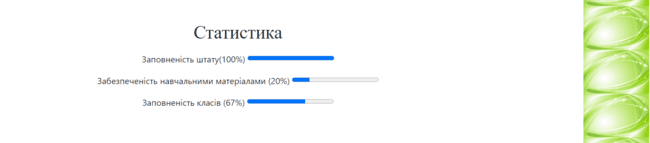 Статистика
Заповненість штату(100%)
Забезпеченість навчальними матеріалами (20%)
Заповненість класів (67%)